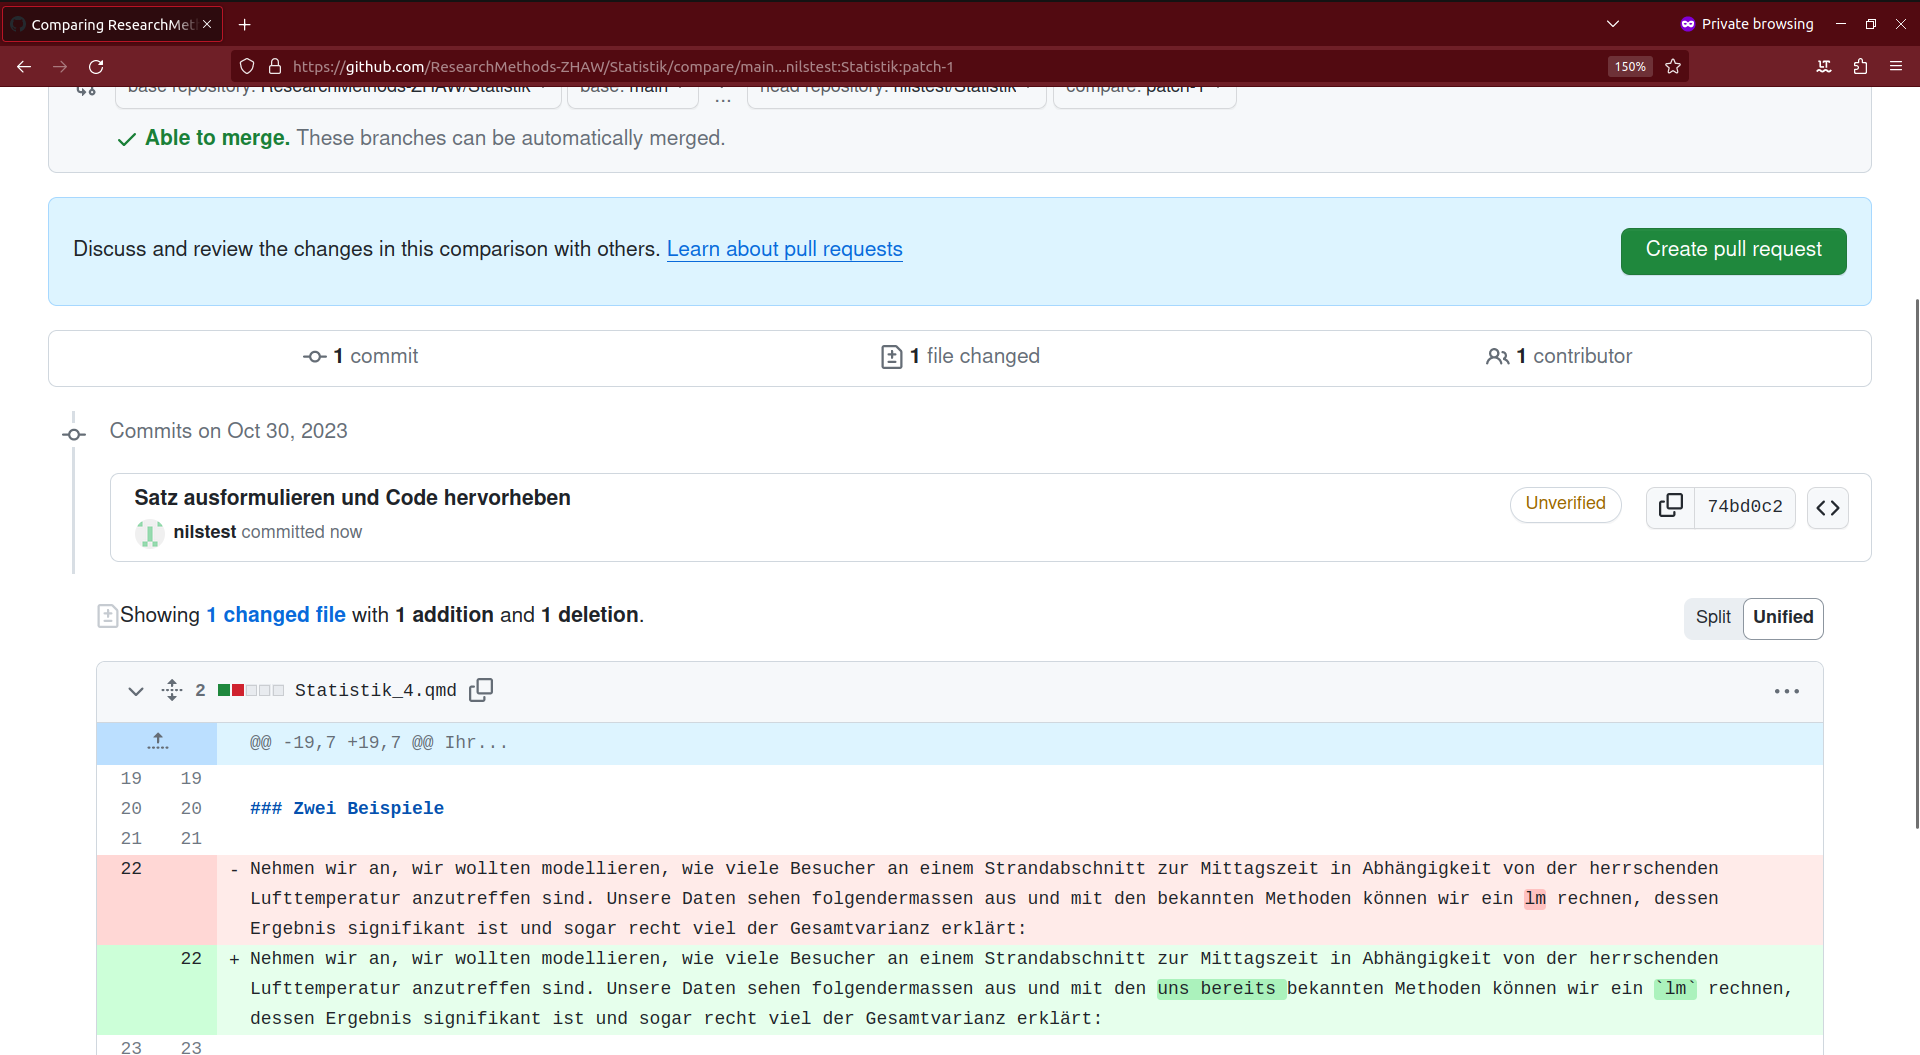 Comparing ResearchMet
Private browsing
https://github.com/ResearchMethods-ZHAW/Statistik/compare/main...nilstest:Statistik:patch-1
150%
base repository: ResearchMethods-ZHAW/Statistik base: main ... head repository: nilstest/Statistik compare: patch-1
Able to merge. These branches can be automatically merged.
Discuss and review the changes in this comparison with others. Learn about pull requests
Create pull request
1 commit
1 file changed
1 contributor
Commits on Oct 30, 2023
Satz ausformulieren und Code hervorheben
nilstest committed now
Unverified
74bd0c2
Showing 1 changed file with 1 addition and 1 deletion.
Split Unified
2 Statistik_4.qmd
@@ -19,7 +19,7 @@ Ihr...
19 19
20 20 ### Zwei Beispiele
21 21
22 - Nehmen wir an, wir wollten modellieren, wie viele Besucher an einem Strandabschnitt zur Mittagszeit in Abhängigkeit von der herrschenden
Lufttemperatur anzutreffen sind. Unsere Daten sehen folgendermassen aus und mit den bekannten Methoden können wir ein lm rechnen, dessen
Ergebnis signifikant ist und sogar recht viel der Gesamtvarianz erklärt:
22 + Nehmen wir an, wir wollten modellieren, wie viele Besucher an einem Strandabschnitt zur Mittagszeit in Abhängigkeit von der herrschenden
Lufttemperatur anzutreffen sind. Unsere Daten sehen folgendermassen aus und mit den uns bereits bekannten Methoden können wir ein `lm` rechnen,
dessen Ergebnis signifikant ist und sogar recht viel der Gesamtvarianz erklärt:
23 23